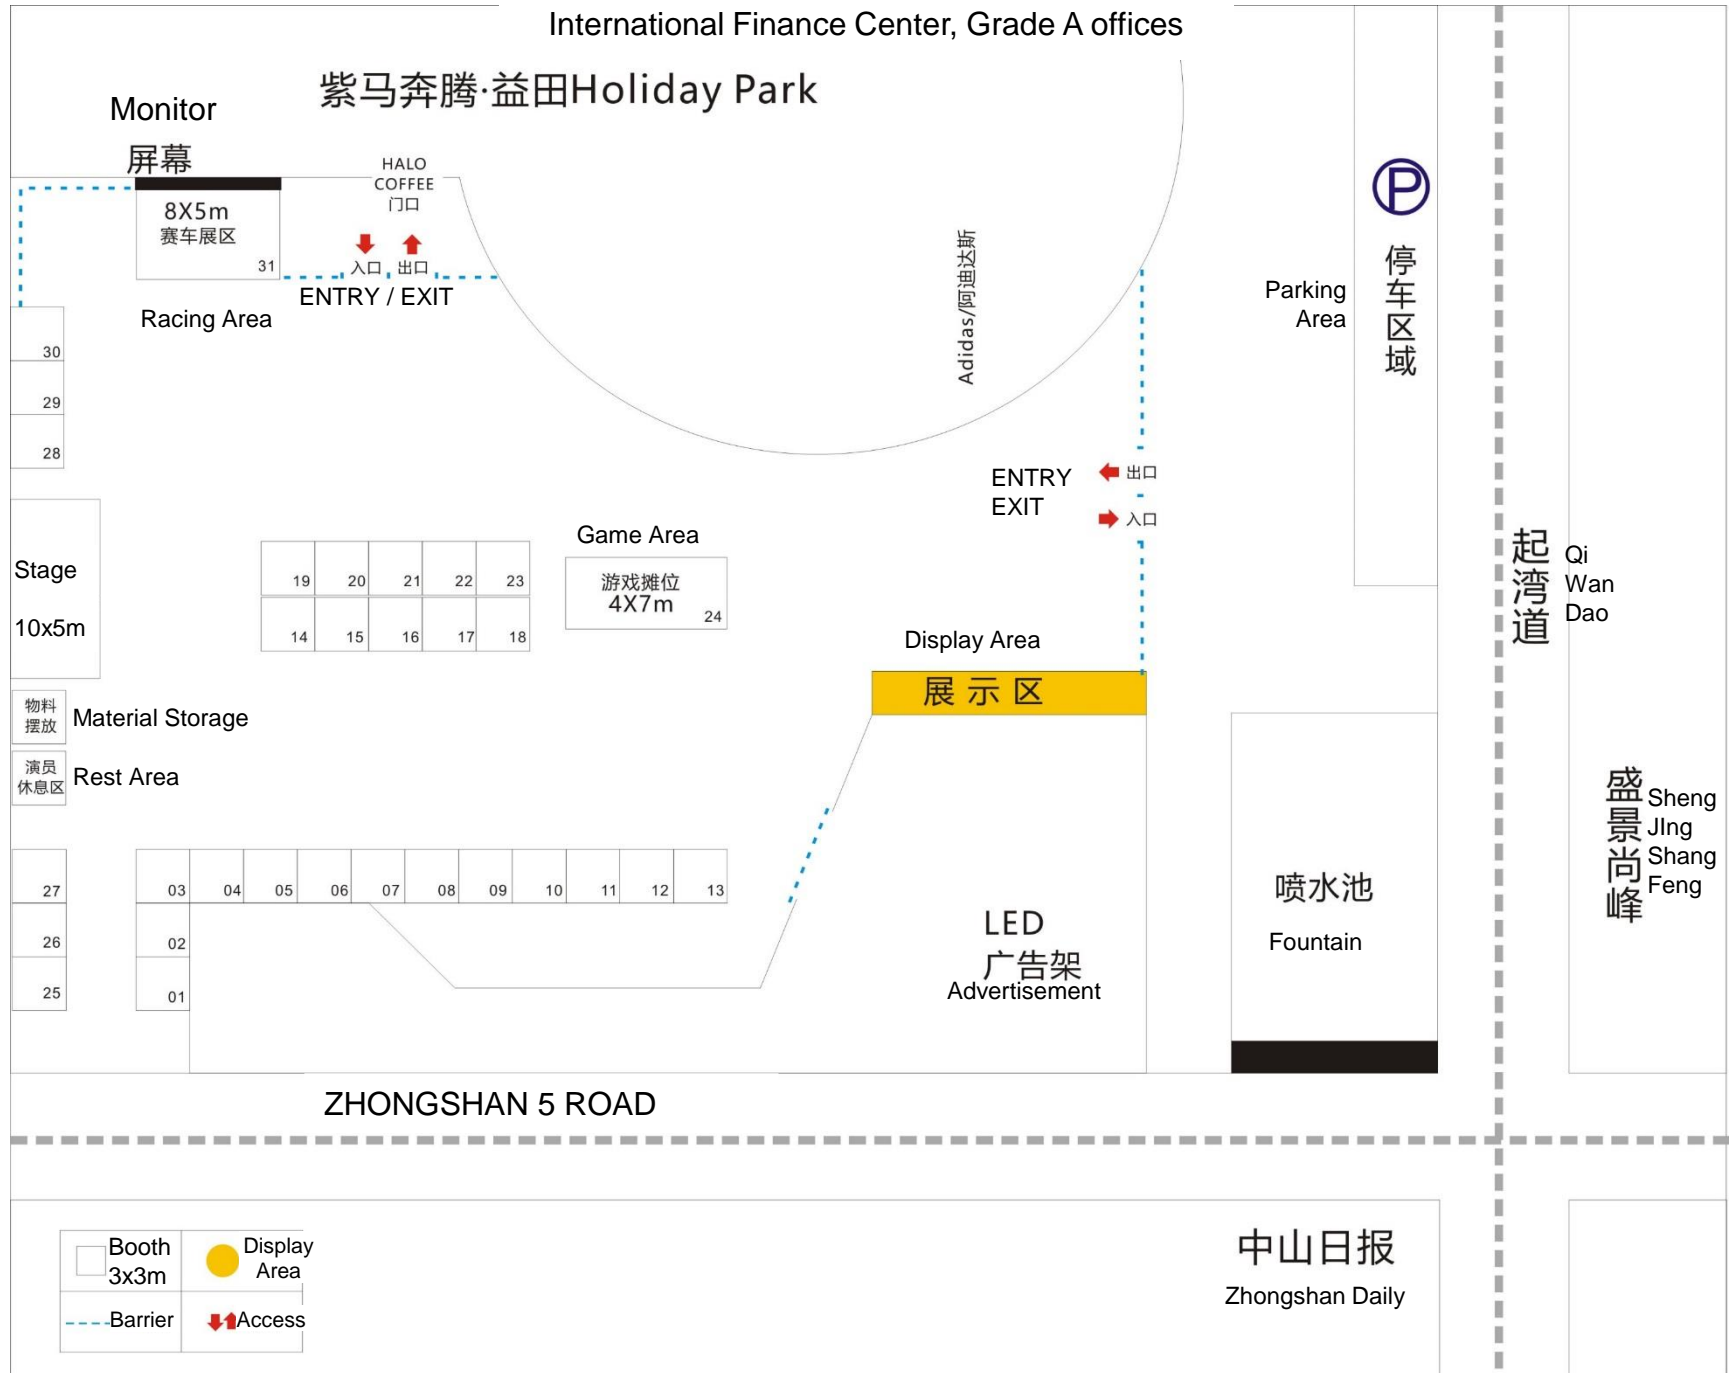 International Finance Center, Grade A offices
紫马奔腾·益田Holiday Park
Monitor
屏幕
8X5m
赛车展区
31
Racing Area
HALO
COFFEE
门口
入口
出口
ENTRY / EXIT
Adidas/阿迪达斯
P
停车区域
Parking
Area
30
29
28
ENTRY
EXIT
出口
入口
Stage
10x5m
19
20
21
22
23
14
15
16
17
18
Game Area
游戏摊位
4X7m
24
Display Area
展示区
物料
摆放
Material Storage
演员
休息区
Rest Area
起湾道
Qi
Wan
Dao
盛景尚峰
Sheng
JIng
Shang
Feng
27
26
25
03
04
05
06
07
08
09
10
11
12
13
02
01
LED
广告架
Advertisement
喷水池
Fountain
ZHONGSHAN 5 ROAD
Booth
3x3m
Display
Area
Barrier
Access
中山日报
Zhongshan Daily